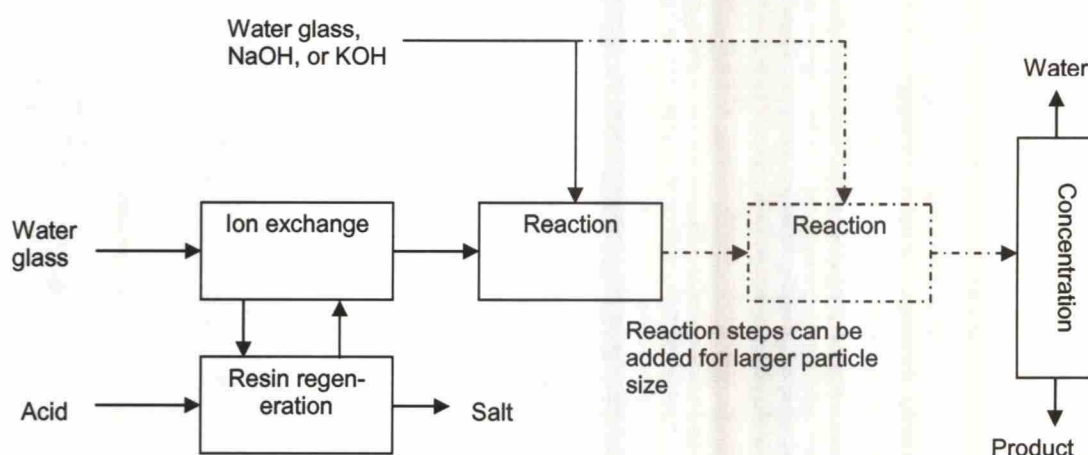 Water glass,
NaOH, or KOH
Water
Water
glass
Ion exchange
Reaction
Reaction
Concentration
Reaction steps can be
added for larger particle
size
Acid
Resin regen-
eration
Salt
Product